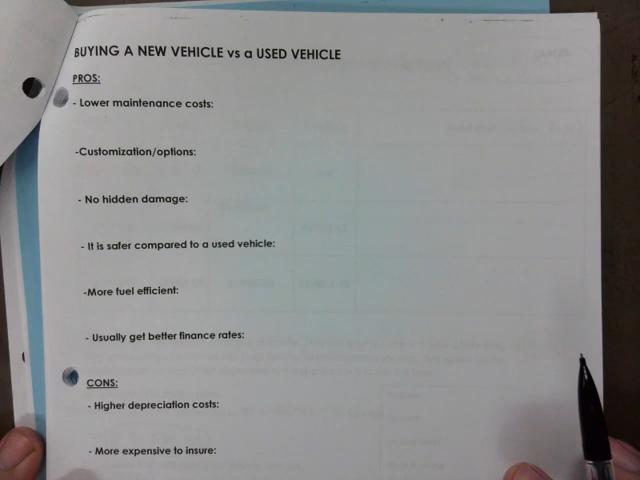 BUYING A NEW VEHICLE vs a USED VEHICLE
PROS:
- Lower maintenance costs:
-Customization/options:
- No hidden damage:
- It is safer compared to a used vehicle:
-More fuel efficient:
- Usually get better finance rates:
CONS:
- Higher depreciation costs:
- More expensive to insure: